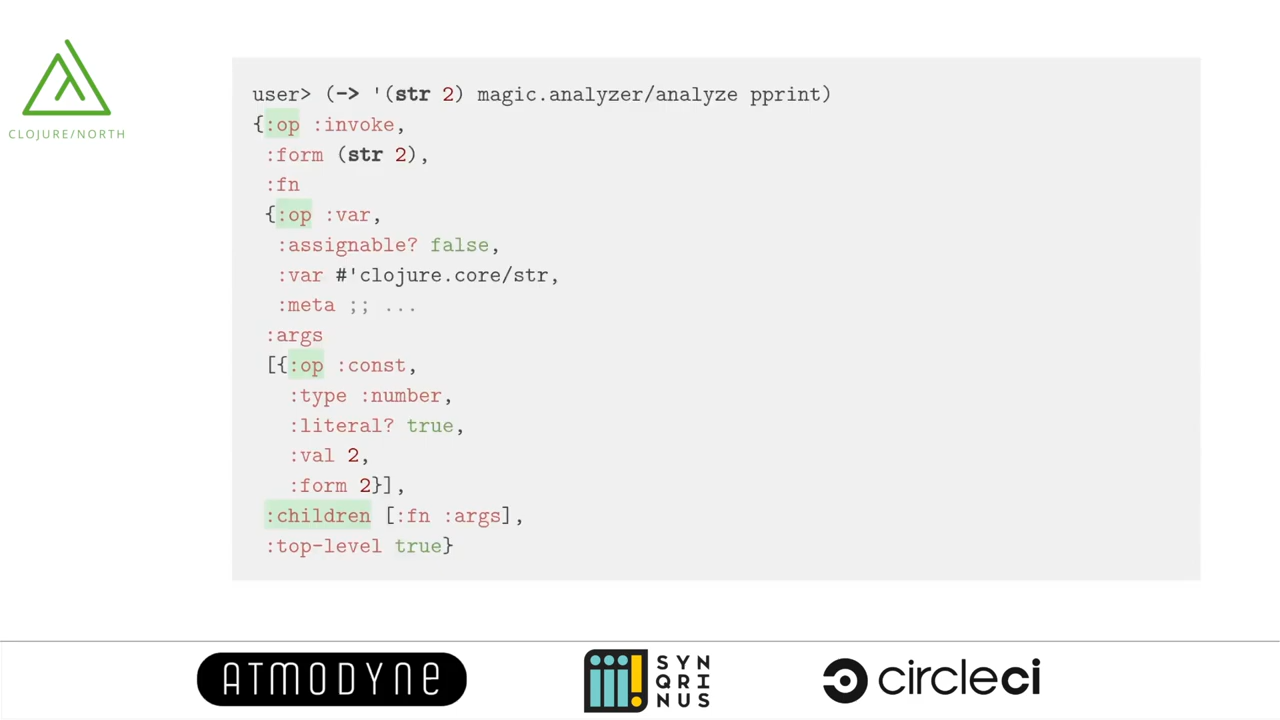 CLOJURE/NORTH
user> (-> '(str 2) magic.analyzer/analyze pprint)
{:op :invoke,
:form (str 2),
:fn
{:op :var,
:assignable? false,
:var #'clojure.core/str,
:meta ;; ...
:args
[{:op :const,
:type :number,
:literal? true,
:val 2,
:form 2}],
:children [:fn :args],
:top-level true}
ATMODYNE
SYN
QRI
NUS
circleci